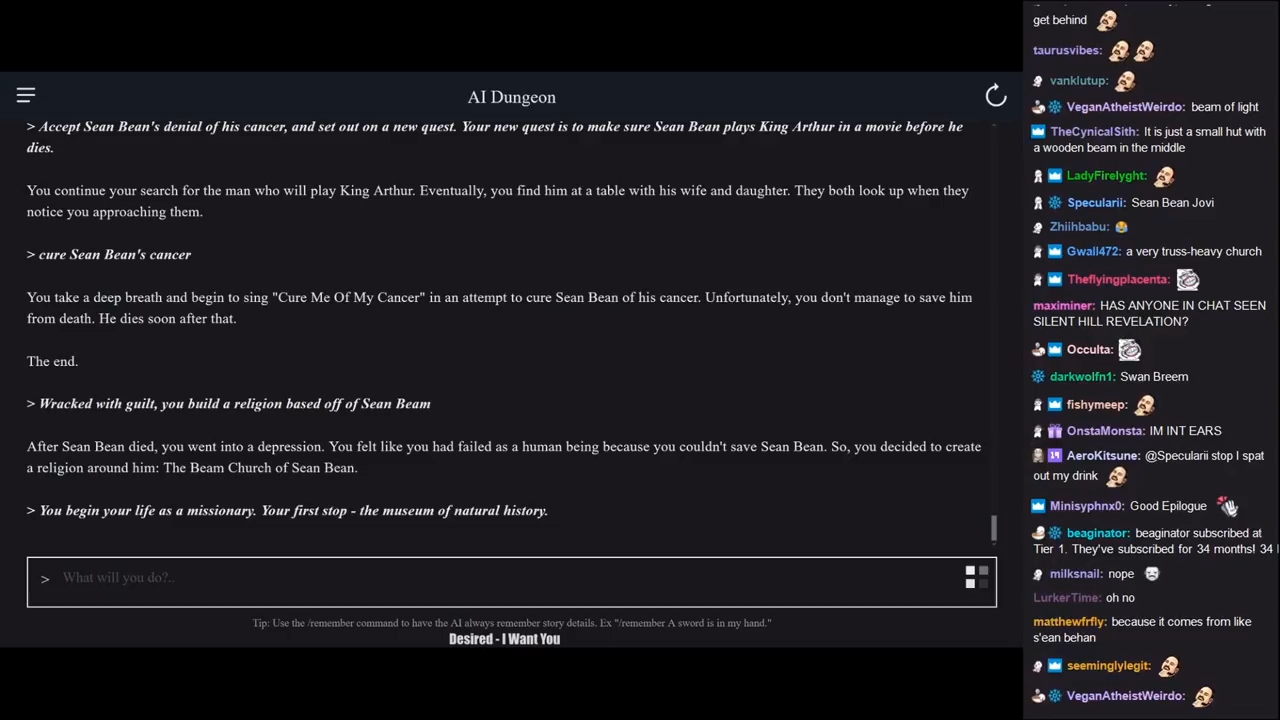 AI Dungeon
> Accept Sean Bean's denial of his cancer, and set out on a new quest. Your new quest is to make sure Sean Bean plays King Arthur in a movie before he
dies.
You continue your search for the man who will play King Arthur. Eventually, you find him at a table with his wife and daughter. They both look up when they
notice you approaching them.
> cure Sean Bean's cancer
You take a deep breath and begin to sing "Cure Me Of My Cancer" in an attempt to cure Sean Bean of his cancer. Unfortunately, you don't manage to save him
from death. He dies soon after that.
The end.
> Wracked with guilt, you build a religion based off of Sean Beam
After Sean Bean died, you went into a depression. You felt like you had failed as a human being because you couldn't save Sean Bean. So, you decided to create
a religion around him: The Beam Church of Sean Bean.
> You begin your life as a missionary. Your first stop - the museum of natural history.
> What will you do?..
Tip: Use the /remember command to have the AI always remember story details. Ex "/remember A sword is in my hand."
Desired - I Want You
get behind
taurusvibes:
vanklutup:
VeganAtheistWeirdo: beam of light
TheCynicalSith: It is just a small hut with
a wooden beam in the middle
LadyFirelyght:
Specularii: Sean Bean Jovi
Zhiihbabu:
Gwall472: a very truss-heavy church
Theflyingplacenta:
maximiner: HAS ANYONE IN CHAT SEEN
SILENT HILL REVELATION?
Occulta:
darkwolfn1: Swan Breem
fishymeep:
OnstaMonsta: IM INT EARS
14 AeroKitsune: @Specularii stop I spat
out my drink
Minisyphnx0: Good Epilogue
beaginator: beaginator subscribed at
Tier 1. They've subscribed for 34 months! 34
milksnail: nope
LurkerTime: oh no
matthewfrfly: because it comes from like
s'ean behan
seeminglylegit:
VeganAtheistWeirdo: